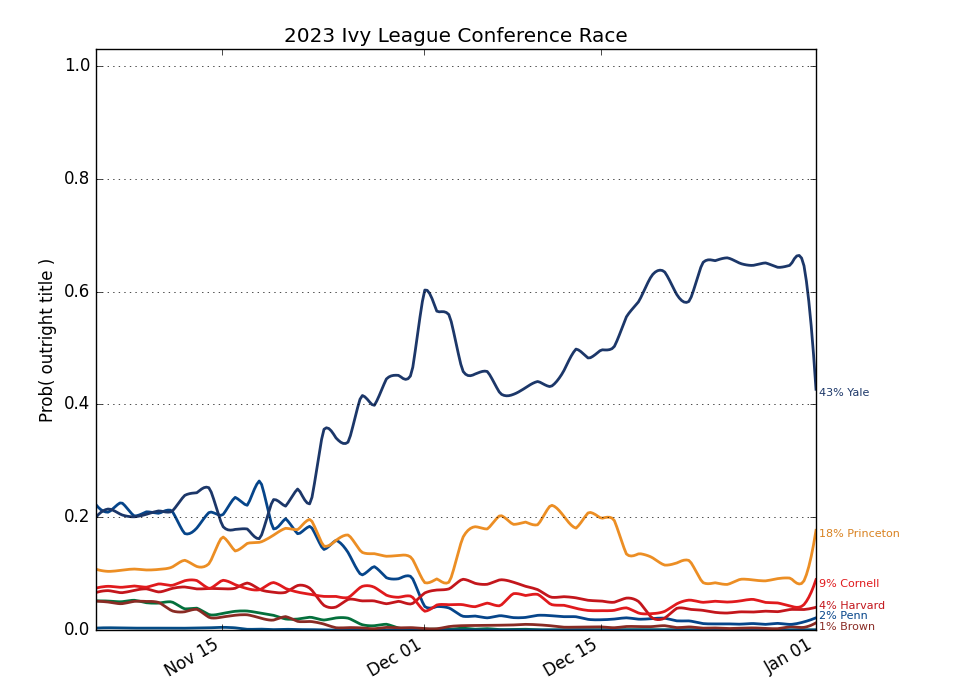 2023 Ivy League Conference Race
Prob( outright title )
1.0
0.8
0.6
0.4
0.2
0.0
Nov 15
Dec 01
Dec 15
Jan 01
43% Yale
18% Princeton
9% Cornell
4% Harvard
2% Penn
1% Brown